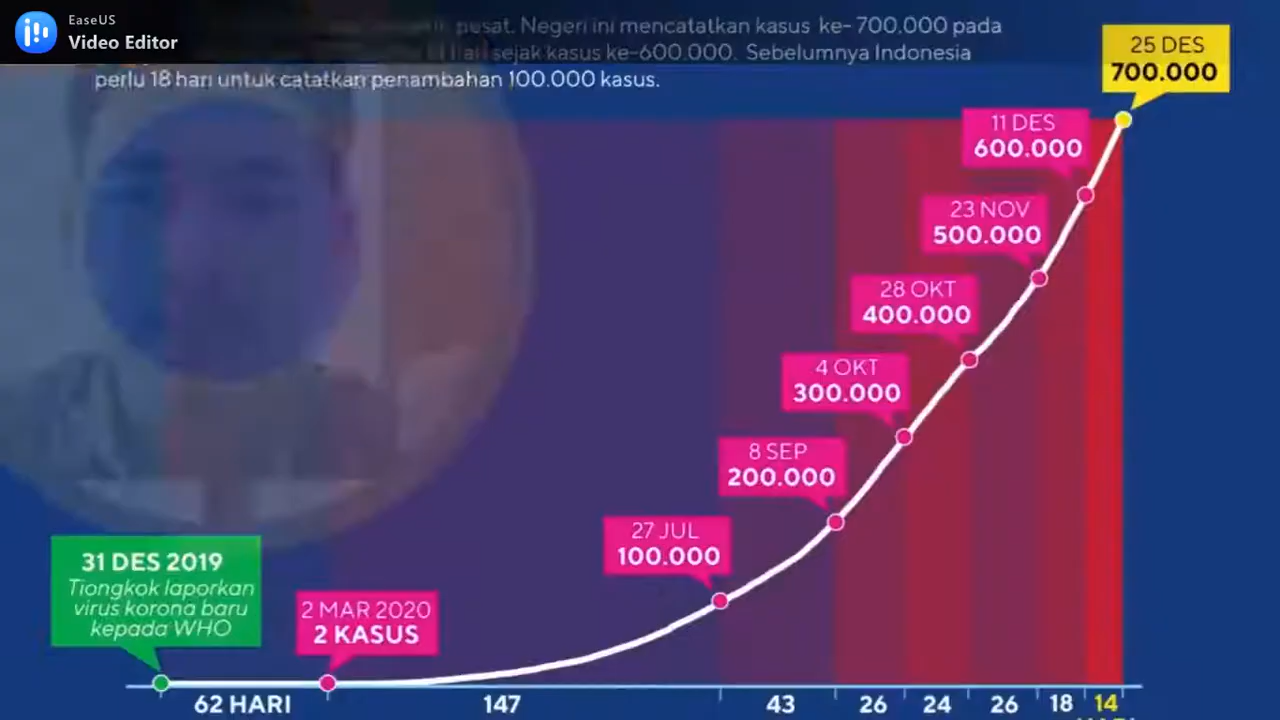 EaseUS
Video Editor
pesat. Negeri ini mencatatkan kasus ke-700.000 pada
hari sejak kasus ke-600.000. Sebelumnya Indonesia
perlu 18 hari untuk catatkan penambahan 100.000 kasus.
25 DES
700.000
11 DES
600.000
23 NOV
500.000
28 OKT
400.000
4 OKT
300.000
8 SEP
200.000
27 JUL
100.000
31 DES 2019
Tiongkok laporkan
virus korona baru
kepada WHO
2 MAR 2020
2 KASUS
62 HARI 147 43 26 24 26 18 14